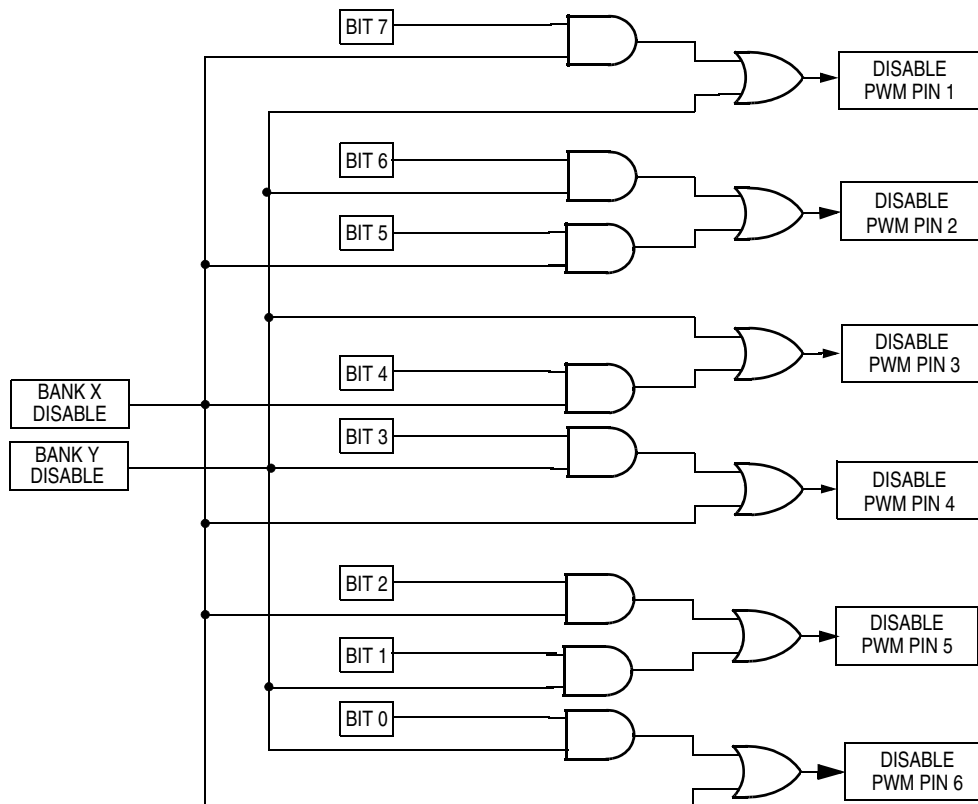 BIT 7
DISABLE
PWM PIN 1
BIT 6
DISABLE
PWM PIN 2
BIT 5
DISABLE
PWM PIN 3
BIT 4
BANK X
DISABLE
BIT 3
BANK Y
DISABLE
DISABLE
PWM PIN 4
BIT 2
DISABLE
PWM PIN 5
BIT 1
BIT 0
DISABLE
PWM PIN 6